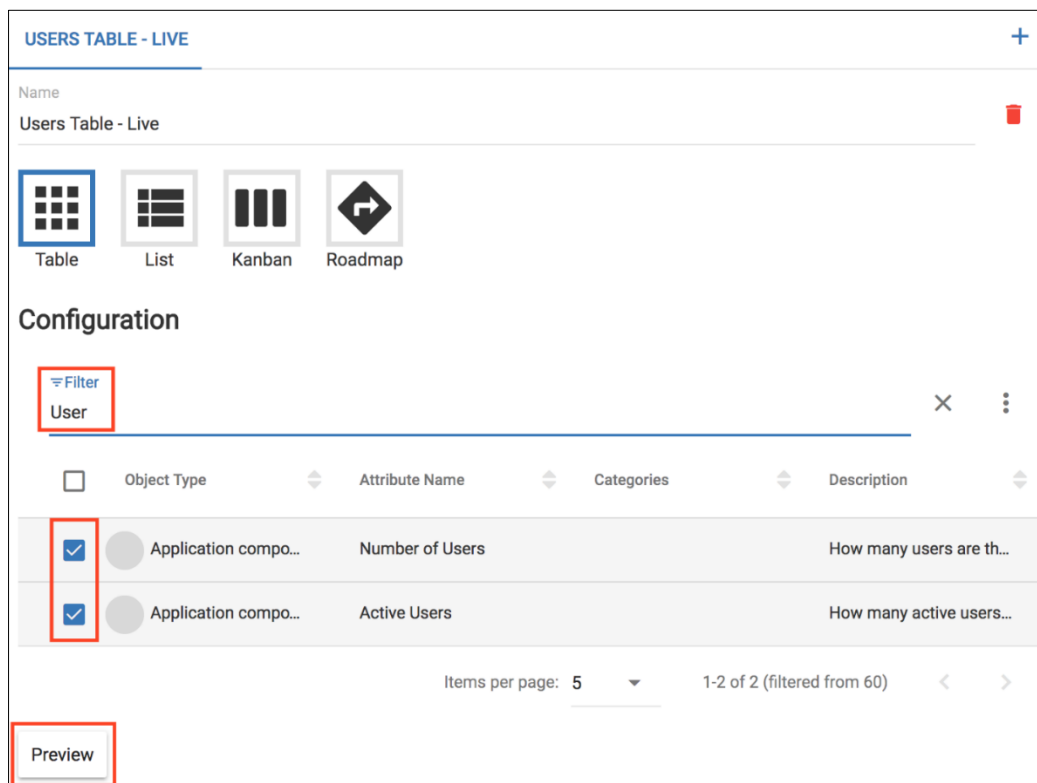 USERS TABLE - LIVE
+
Name
Users Table - Live
Table List Kanban Roadmap
Configuration
Filter
User
Object Type Attribute Name Categories Description
Application compo... Number of Users How many users are th...
Application compo... Active Users How many active users...
Items per page: 5 1-2 of 2 (filtered from 60)
Preview